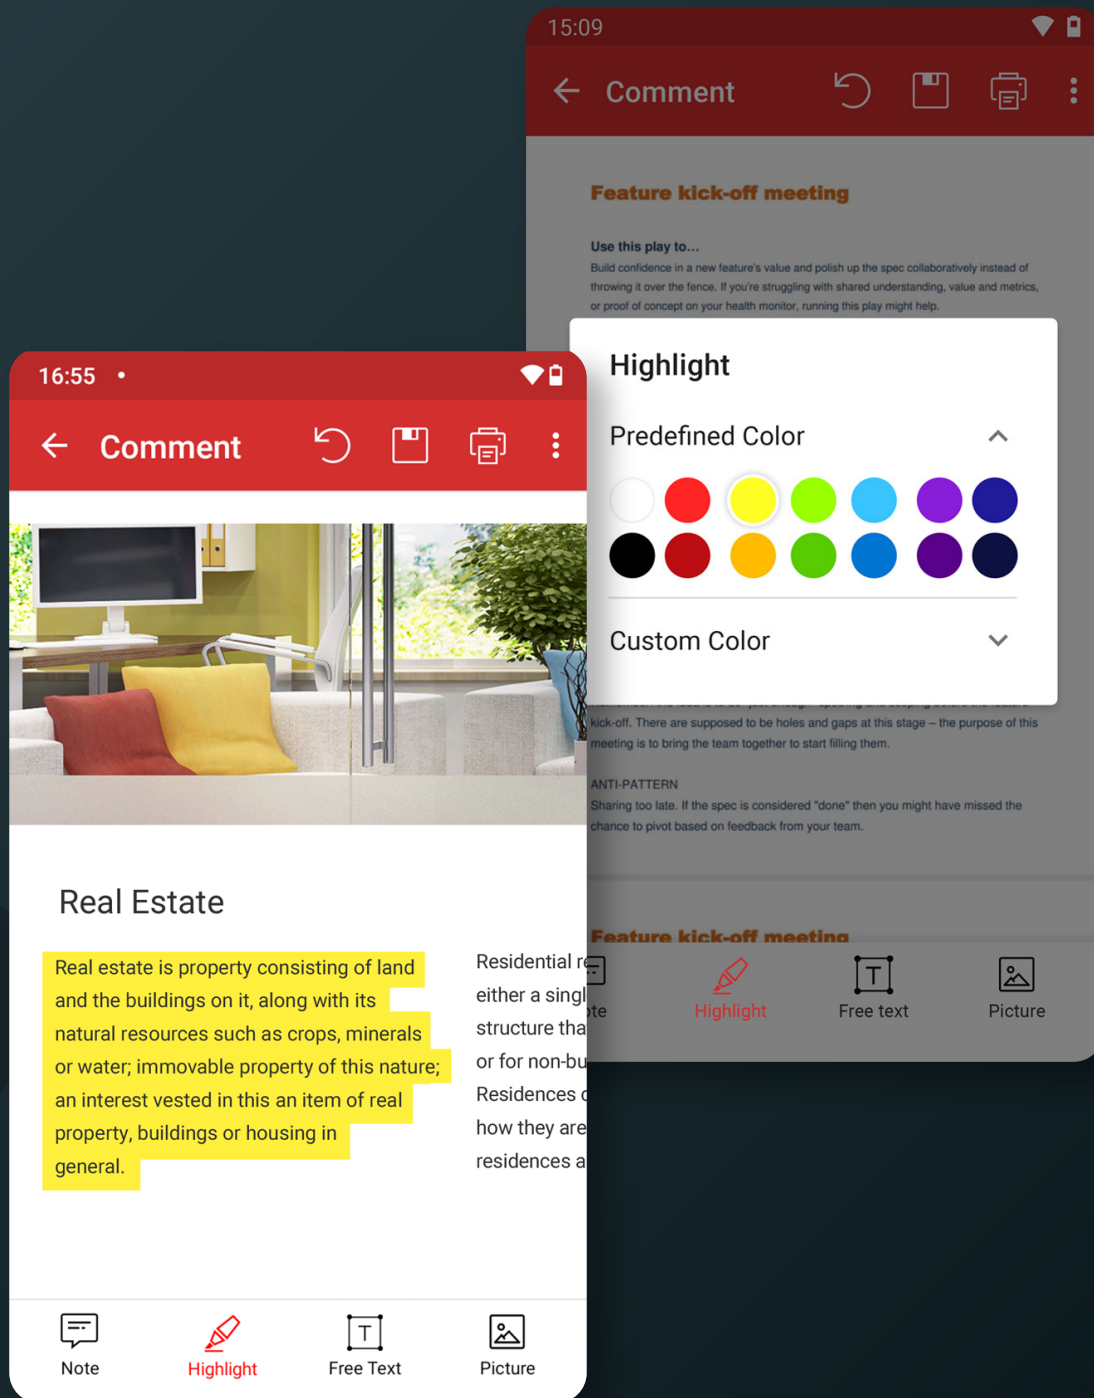 15:09
Comment
Feature kick-off meeting
Use this play to...
Build confidence in a new feature's value and polish up the spec collaboratively instead of
throwing it over the fence. If you're struggling with shared understanding, value and metrics,
or proof of concept on your health monitor, running this play might help.
Highlight
Predefined Color
Custom Color
kick-off. There are supposed to be holes and gaps at this stage – the purpose of this
meeting is to bring the team together to start filling them.
ANTI-PATTERN
Sharing too late. If the spec is considered "done" then you might have missed the
chance to pivot based on feedback from your team.
Feature kick-off meeting
ote
Highlight
Free text
Picture
16:55
Comment
Real Estate
Real estate is property consisting of land
and the buildings on it, along with its
natural resources such as crops, minerals
or water; immovable property of this nature;
an interest vested in this an item of real
property, buildings or housing in
general.
Residential re
either a singl
structure tha
or for non-bu
Residences c
how they are
residences a
Note
Highlight
Free Text
Picture
T
T